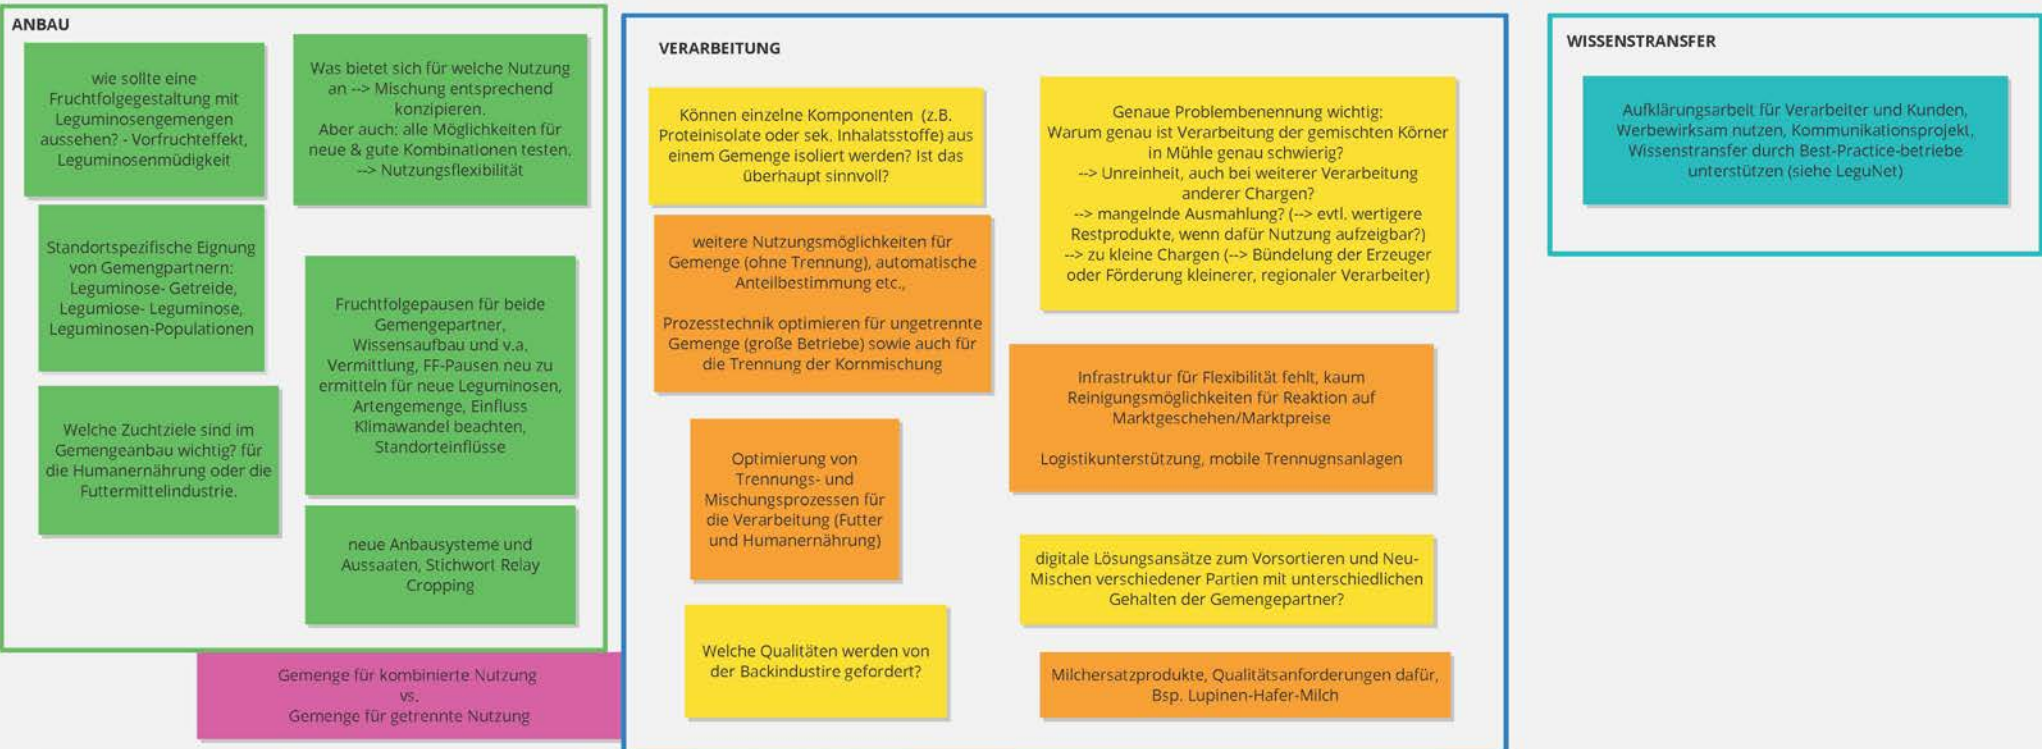 ANBAU
wie sollte eine
Fruchtfolgegestaltung mit
Leguminosengemengen
aussehen? - Vorfruchteffekt,
Leguminosenmüdigkeit
Was bietet sich für welche Nutzung
an --> Mischung entsprechend
konzipieren.
Aber auch: alle Möglichkeiten für
neue & gute Kombinationen testen.
--> Nutzungsflexibilität
Standortspezifische Eignung
von Gemengpartnern:
Leguminose- Getreide,
Legumiose- Leguminose,
Leguminosen-Populationen
Fruchtfolgepausen für beide
Gemengepartner,
Wissensaufbau und v.a.
Vermittlung, FF-Pausen neu zu
ermitteln für neue Leguminosen,
Artengemenge, Einfluss
Klimawandel beachten,
Standorteinflüsse
Welche Zuchtziele sind im
Gemengeanbau wichtig? für
die Humanernährung oder die
Futtermittelindustrie.
neue Anbausysteme und
Aussaaten, Stichwort Relay
Cropping
Gemenge für kombinierte Nutzung
vs.
Gemenge für getrennte Nutzung
VERARBEITUNG
Können einzelne Komponenten (z.B.
Proteinisolate oder sek. Inhalatsstoffe) aus
einem Gemenge isoliert werden? Ist das
überhaupt sinnvoll?
Genaue Problembenennung wichtig:
Warum genau ist Verarbeitung der gemischten Körner
in Mühle genau schwierig?
--> Unreinheit, auch bei weiterer Verarbeitung
anderer Chargen?
--> mangelnde Ausmahlung? (--> evtl. wertigere
Restprodukte, wenn dafür Nutzung aufzeigbar?)
--> zu kleine Chargen (--> Bündelung der Erzeuger
oder Förderung kleinerer, regionaler Verarbeiter)
weitere Nutzungsmöglichkeiten für
Gemenge (ohne Trennung), automatische
Anteilbestimmung etc.,
Prozesstechnik optimieren für ungetrennte
Gemenge (große Betriebe) sowie auch für
die Trennung der Kornmischung
Infrastruktur für Flexibilität fehlt, kaum
Reinigungsmöglichkeiten für Reaktion auf
Marktgeschehen/Marktpreise
Logistikunterstützung, mobile Trennugnsanlagen
Optimierung von
Trennungs- und
Mischungsprozessen für
die Verarbeitung (Futter
und Humanernährung)
digitale Lösungsansätze zum Vorsortieren und Neu-
Mischen verschiedener Partien mit unterschiedlichen
Gehalten der Gemengepartner?
Welche Qualitäten werden von
der Backindustire gefordert?
Milchersatzprodukte, Qualitätsanforderungen dafür,
Bsp. Lupinen-Hafer-Milch
WISSENSTRANSFER
Aufklärungsarbeit für Verarbeiter und Kunden,
Werbewirksam nutzen, Kommunikationsprojekt,
Wissenstransfer durch Best-Practice-betriebe
unterstützen (siehe LeguNet)